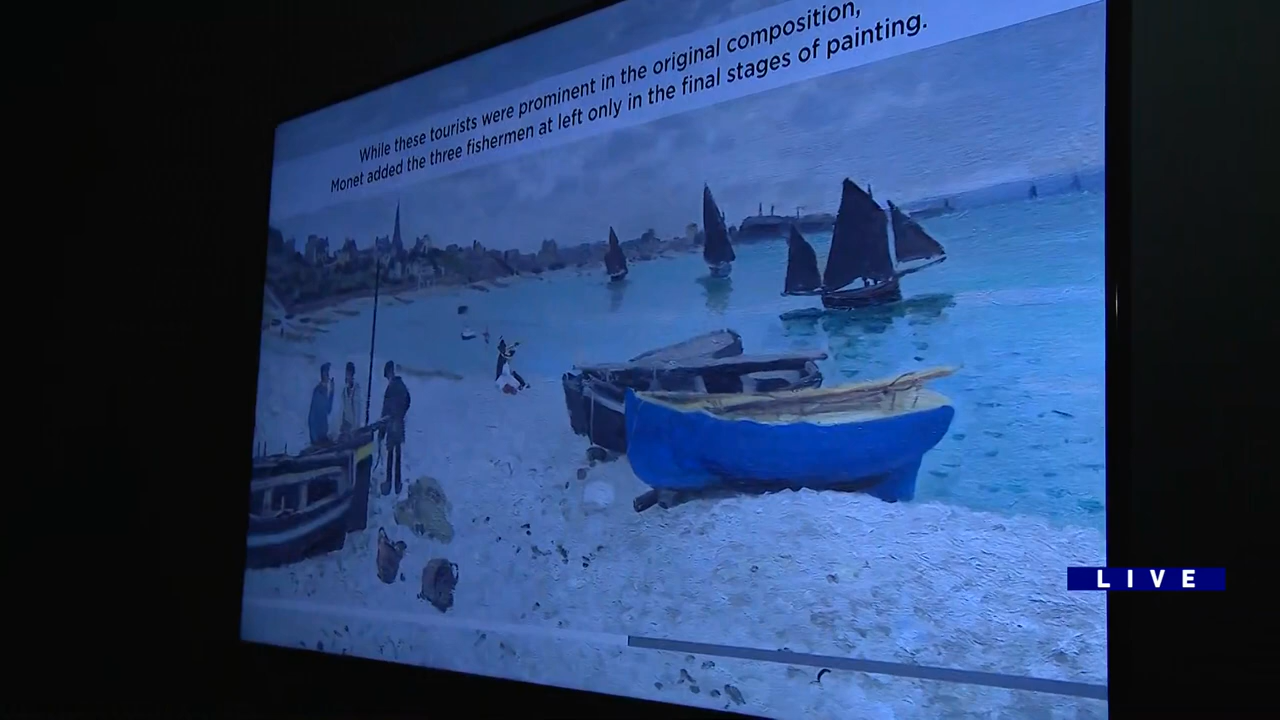 While these tourists were prominent in the original composition,
Monet added the three fishermen at left only in the final stages of painting.
LIVE